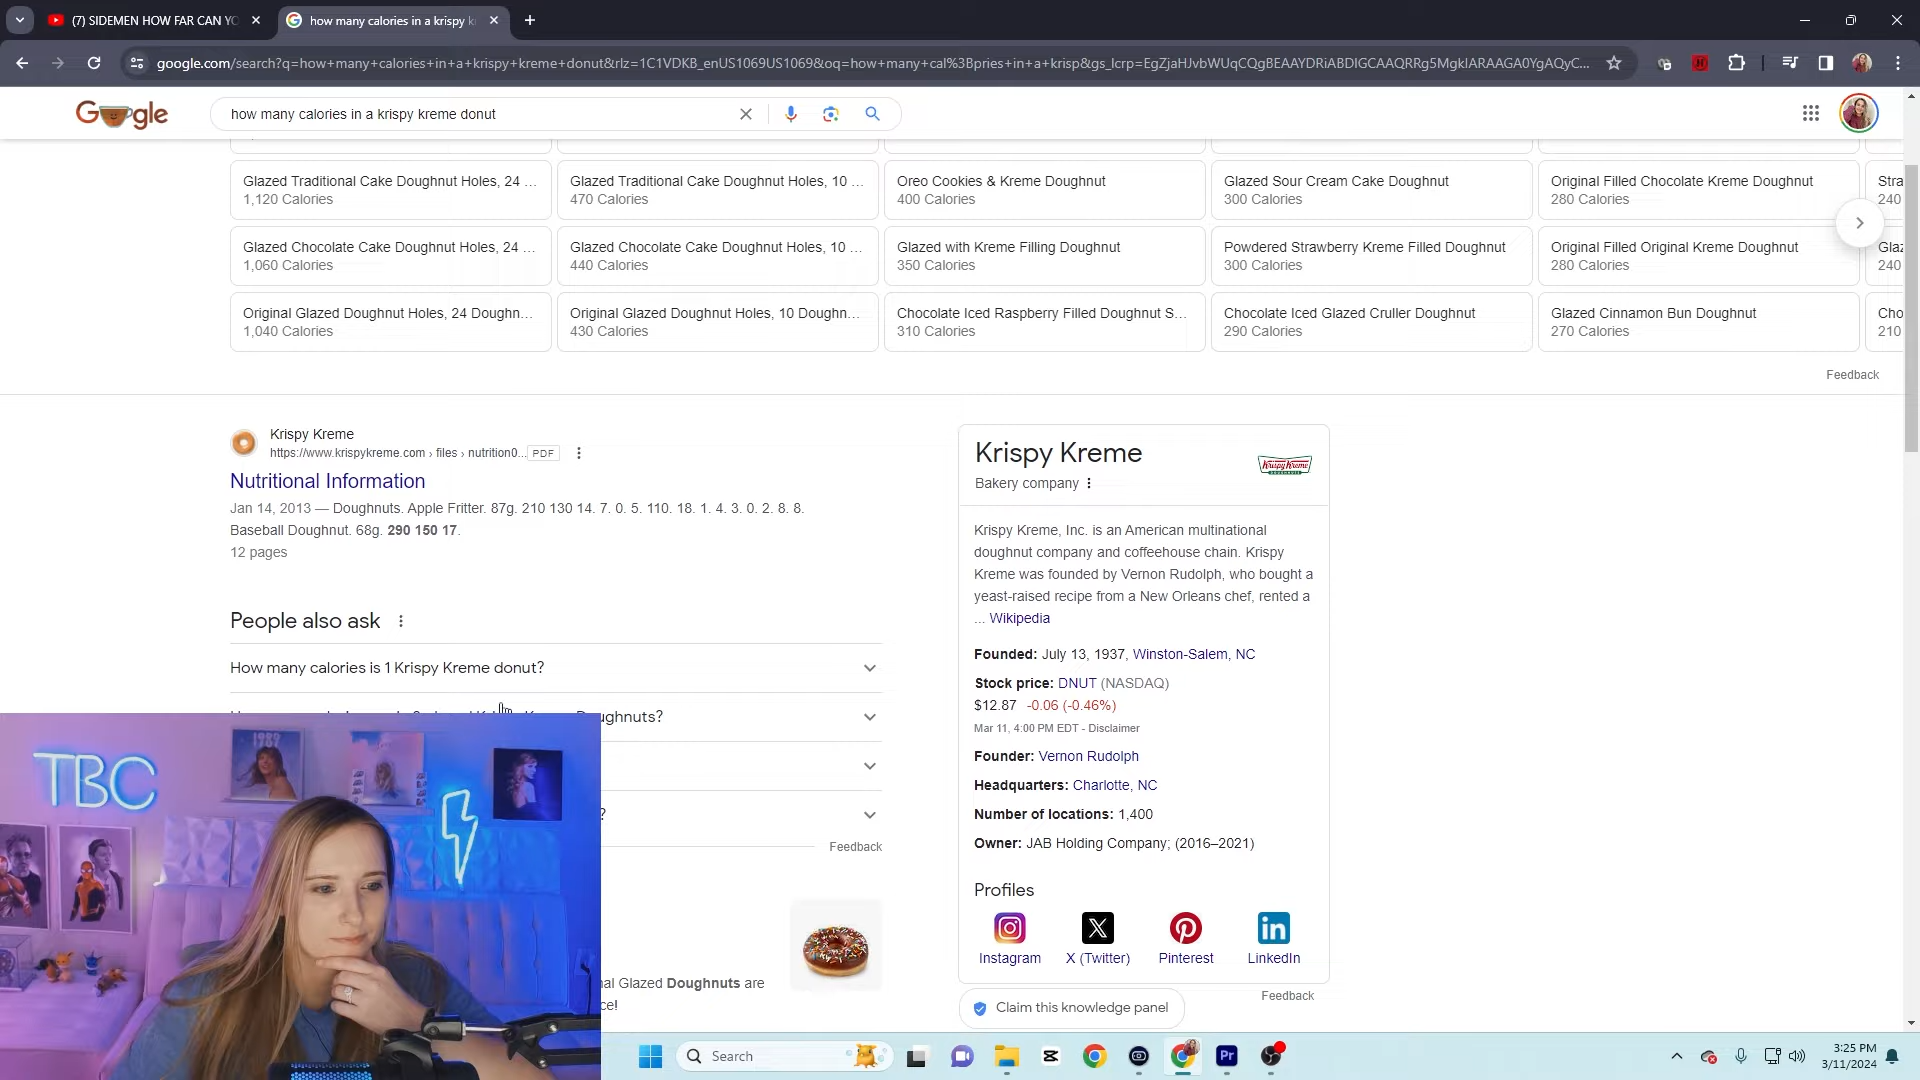 (7) SIDEMEN HOW FAR CAN YO
how many calories in a krispy k
google.com/search?q=how+many+calories+in+a+krispy+kreme+donut&rlz=1C1VDKB_enUS1069US1069&oq=how+many+cal%3Bpries+in+a+krisp&gs_lcrp=EgZjaHJvbWUqCQgBEAAYDRiABDIGCAAQRRg5MgkIARAAGA0YgAQyC...
Google
how many calories in a krispy kreme donut
Glazed Traditional Cake Doughnut Holes, 24 ...
1,120 Calories
Glazed Traditional Cake Doughnut Holes, 10 ...
470 Calories
Oreo Cookies & Kreme Doughnut
400 Calories
Glazed Sour Cream Cake Doughnut
300 Calories
Original Filled Chocolate Kreme Doughnut
280 Calories
Stra
240
Glazed Chocolate Cake Doughnut Holes, 24 ...
1,060 Calories
Glazed Chocolate Cake Doughnut Holes, 10 ...
440 Calories
Glazed with Kreme Filling Doughnut
350 Calories
Powdered Strawberry Kreme Filled Doughnut
300 Calories
Original Filled Original Kreme Doughnut
280 Calories
Glaz
240
Original Glazed Doughnut Holes, 24 Doughn...
1,040 Calories
Original Glazed Doughnut Holes, 10 Doughn...
430 Calories
Chocolate Iced Raspberry Filled Doughnut S...
310 Calories
Chocolate Iced Glazed Cruller Doughnut
290 Calories
Glazed Cinnamon Bun Doughnut
270 Calories
Cho
210
Feedback
Krispy Kreme
https://www.krispykreme.com › files › nutrition0... PDF
Nutritional Information
Jan 14, 2013 — Doughnuts. Apple Fritter. 87g. 210 130 14. 7. 0. 5. 110. 18. 1. 4. 3. 0. 2. 8. 8.
Baseball Doughnut. 68g. 290 150 17.
12 pages
People also ask
How many calories is 1 Krispy Kreme donut?
ughnuts?
?
Feedback
al Glazed Doughnuts are
ce!
Krispy Kreme
Bakery company
Krispy Kreme
DOUGHNUTS
Krispy Kreme, Inc. is an American multinational
doughnut company and coffeehouse chain. Krispy
Kreme was founded by Vernon Rudolph, who bought a
yeast-raised recipe from a New Orleans chef, rented a
... Wikipedia
Founded: July 13, 1937, Winston-Salem, NC
Stock price: DNUT (NASDAQ)
$12.87 -0.06 (-0.46%)
Mar 11, 4:00 PM EDT - Disclaimer
Founder: Vernon Rudolph
Headquarters: Charlotte, NC
Number of locations: 1,400
Owner: JAB Holding Company; (2016–2021)
Profiles
Instagram
X (Twitter)
Pinterest
LinkedIn
Feedback
Claim this knowledge panel
TBC
1989
Search
Pr
3:25 PM
3/11/2024